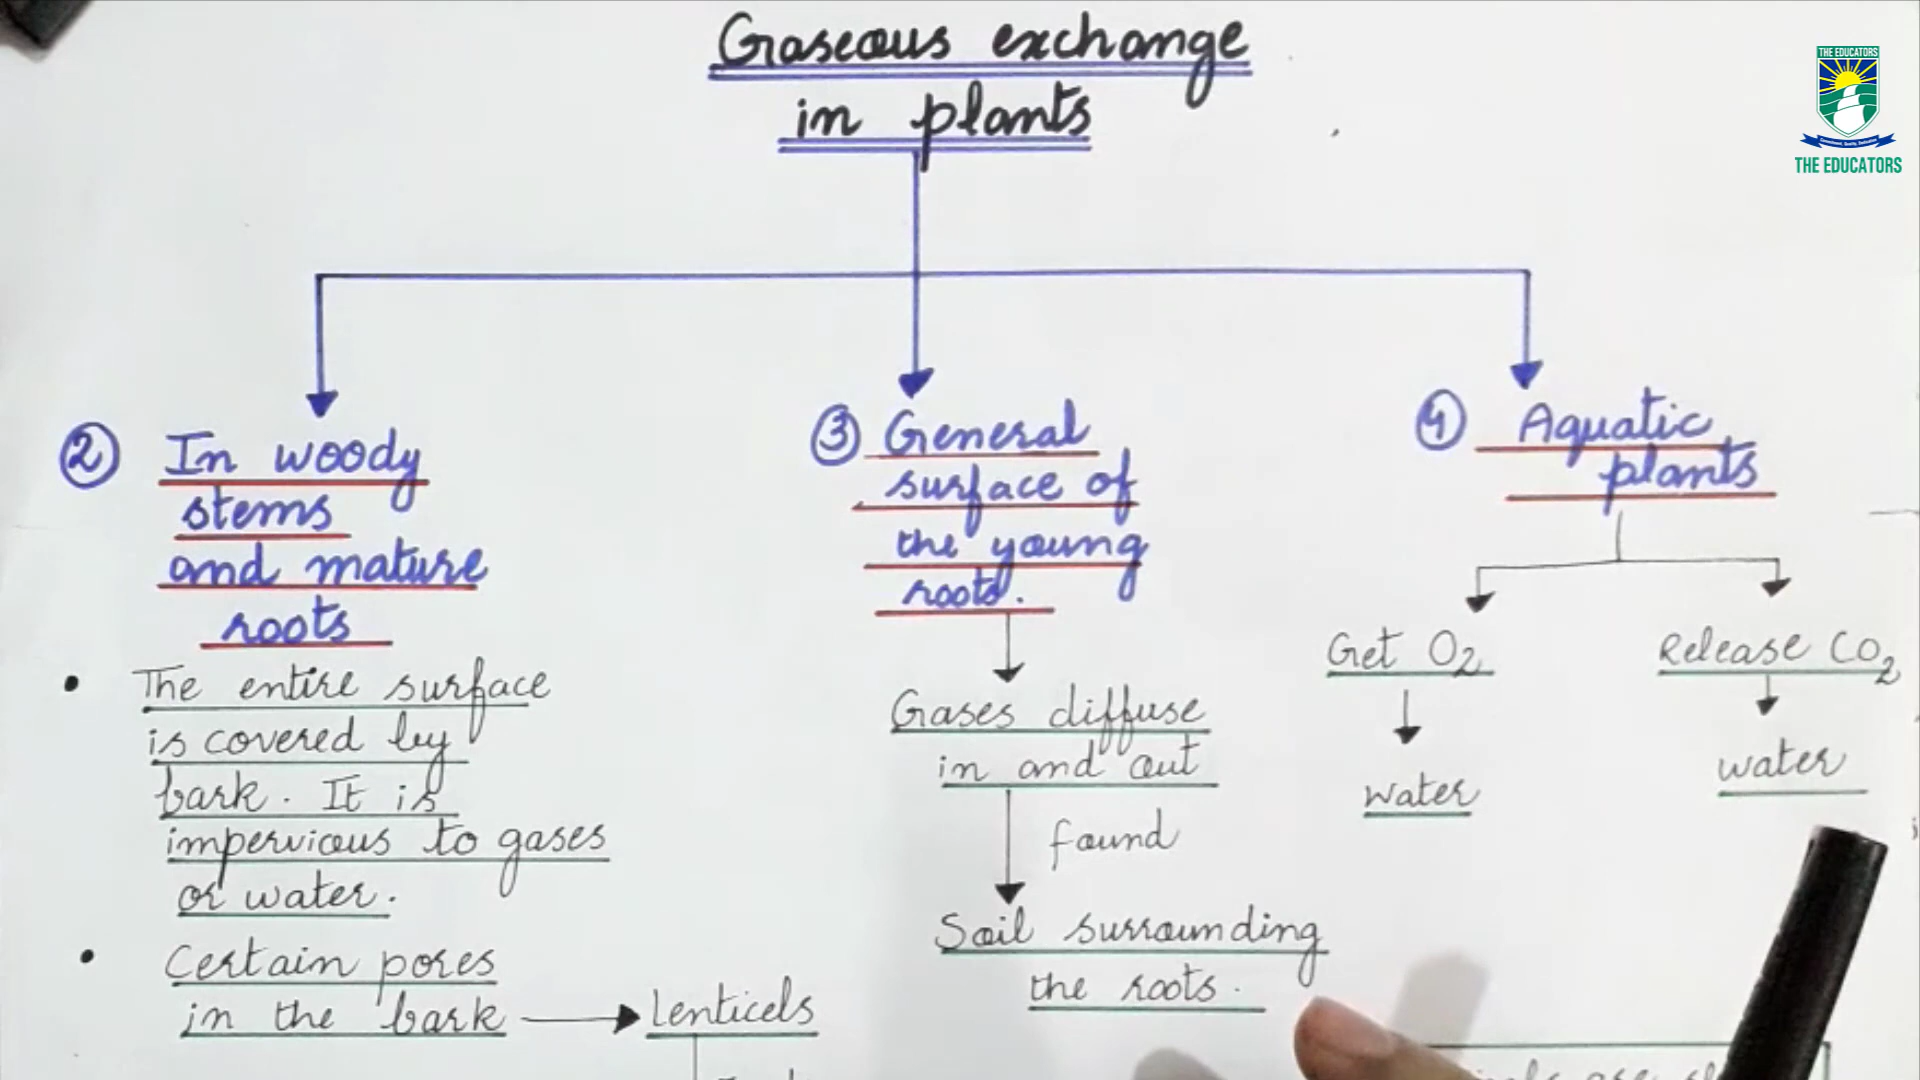 Gaseous exchange
in plants
THE EDUCATORS
THE EDUCATORS
2 In woody
stems
and mature
roots
• The entire surface
is covered by
bark. It is
impervious to gases
or water.
• Certain pores
in the bark → Lenticels
3 General
surface of
the young
roots.
Gases diffuse
in and out
found
Soil surrounding
the roots.
4 Aquatic
plants
Get O2
water
Release CO2
water